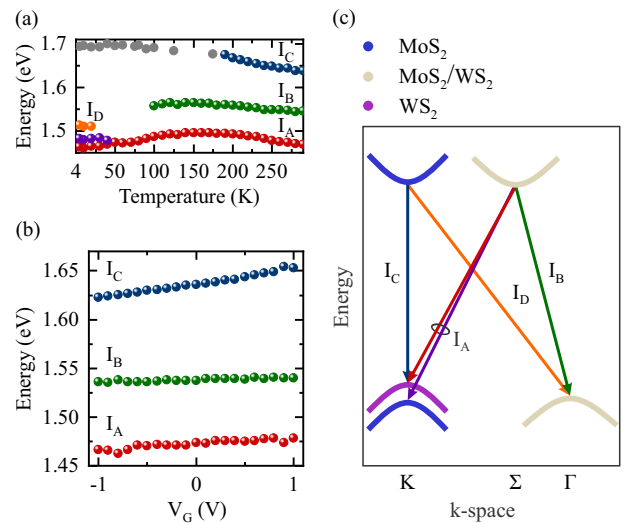 (a)
Energy (eV)
1.7
1.6
1.5
I_C
I_B
I_D
I_A
4 50 100 150 200 250
Temperature (K)
(b)
Energy (eV)
1.65
1.60
1.55
1.50
1.45
I_C
I_B
I_A
-1 0 1
V_G (V)
(c)
MoS₂
MoS₂/WS₂
WS₂
Energy
I_C
I_B
I_D
I_A
K Σ Γ
k-space